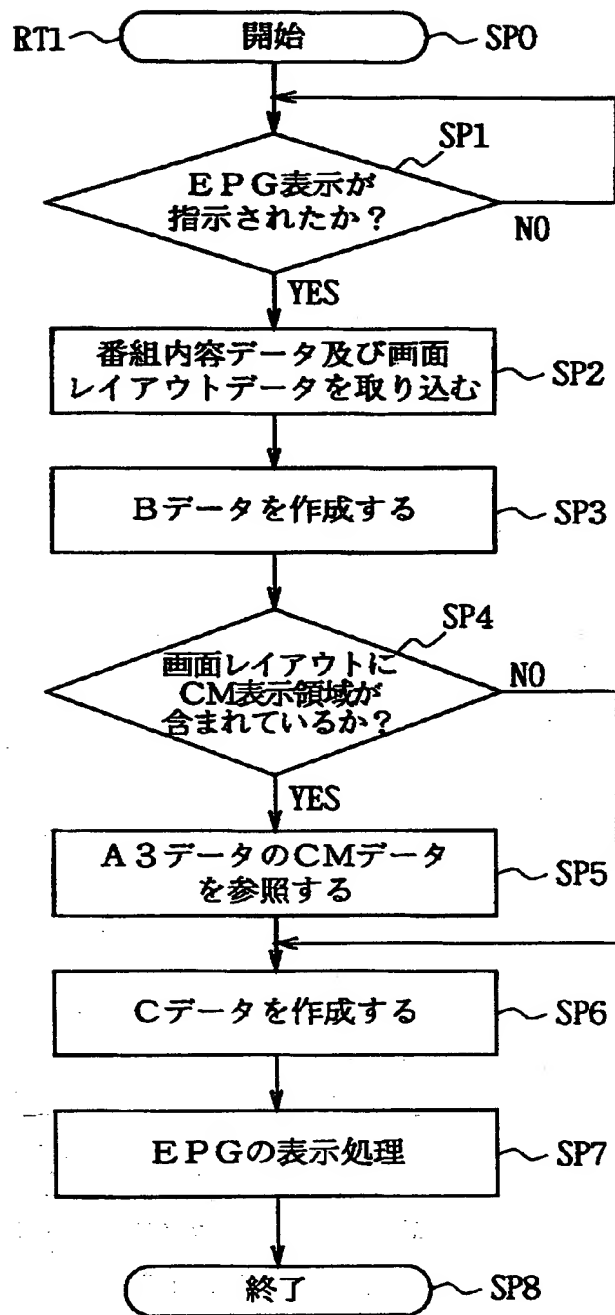 RT1
開始
SP0
SP1
EPG表示が
指示されたか?
NO
YES
番組内容データ及び画面
レイアウトデータを取り込む
SP2
Bデータを作成する
SP3
SP4
画面レイアウトに
CM表示領域が
含まれているか?
NO
YES
A3データのCMデータ
を参照する
SP5
Cデータを作成する
SP6
EPGの表示処理
SP7
終了
SP8